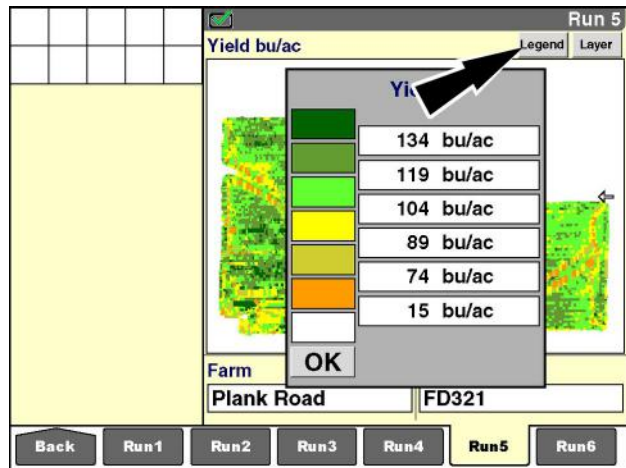 Run 5
Yield bu/ac
Legend
Layer
134 bu/ac
119 bu/ac
104 bu/ac
89 bu/ac
74 bu/ac
15 bu/ac
OK
Farm
Plank Road
FD321
Back
Run1
Run2
Run3
Run4
Run5
Run6